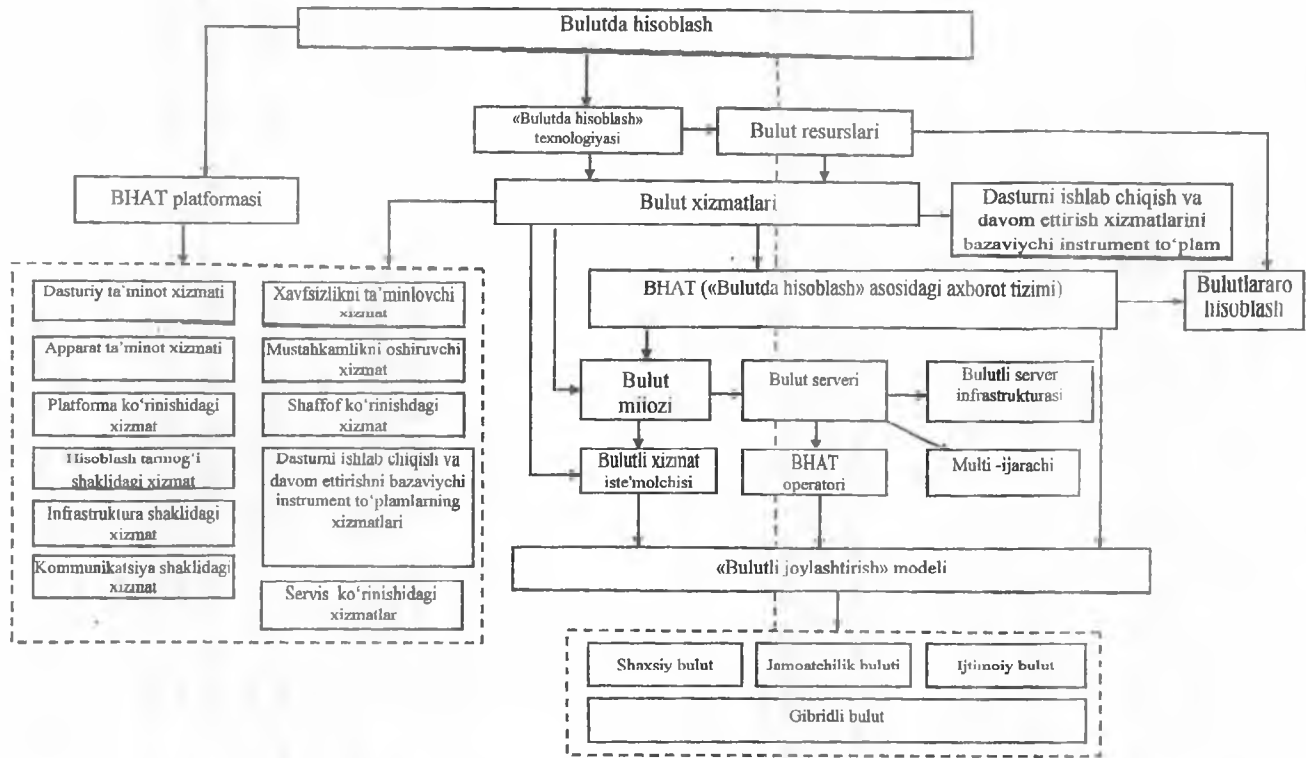 Bulutda hisoblash
«Bulutda hisoblash»
texnologiyasi
Bulut resurslari
BHAT platformasi
Bulut xizmatlari
Dasturni ishlab chiqish va
davom ettirish xizmatlarini
bazaviychi instrument to‘plam
BHAT («Bulutda hisoblash» asosidagi axborot tizimi)
Bulutlararo
hisoblash
Dasturiy ta`minot xizmati
Apparat ta’minot xizmati
Platforma ko‘rinishidagi
xizmat
Hisoblash tarmog‘i
shaklidagi xizmat
Infrastruktura shaklidagi
xizmat
Kommunikatsiya shaklidagi
xizmat
Xavfsizlikni ta’minlovchi
xizmat
Mustahkamlikni oshiruvchi
xizmat
Shaffof ko‘rinishdagi
xizmat
Dasturni ishlab chiqish va
davom ettirishni bazaviychi
instrument to‘plamlarning
xizmatlari
Servis ko‘rinishidagi
xizmatlar
Bulut
mijozi
Bulut serveri
Bulutli server
infrastrukturasi
Bulutli xizmat
iste'molchisi
BHAT
operatori
Multi -ijarachi
«Bulutli joylashtirish» modeli
Shaxsiy bulut
Jamoatchilik buluti
Ijtimoiy bulut
Gibridli bulut